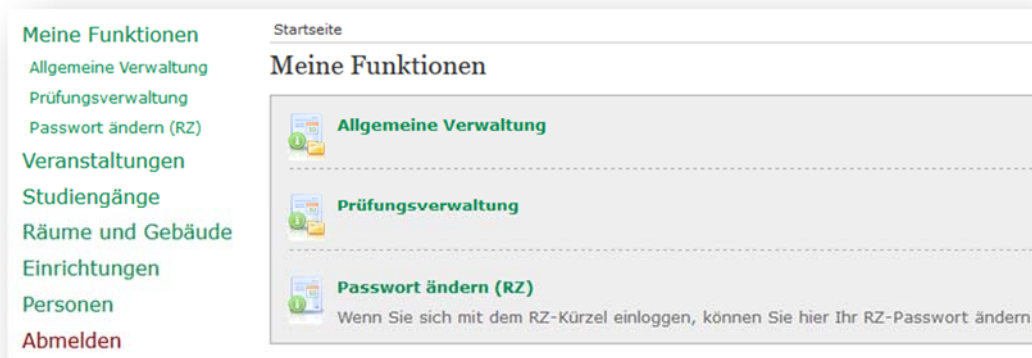 Meine Funktionen
Allgemeine Verwaltung
Prüfungsverwaltung
Passwort ändern (RZ)
Veranstaltungen
Studiengänge
Räume und Gebäude
Einrichtungen
Personen
Abmelden
Startseite
Meine Funktionen
Allgemeine Verwaltung
Prüfungsverwaltung
Passwort ändern (RZ)
Wenn Sie sich mit dem RZ-Kürzel einloggen, können Sie hier Ihr RZ-Passwort ändern